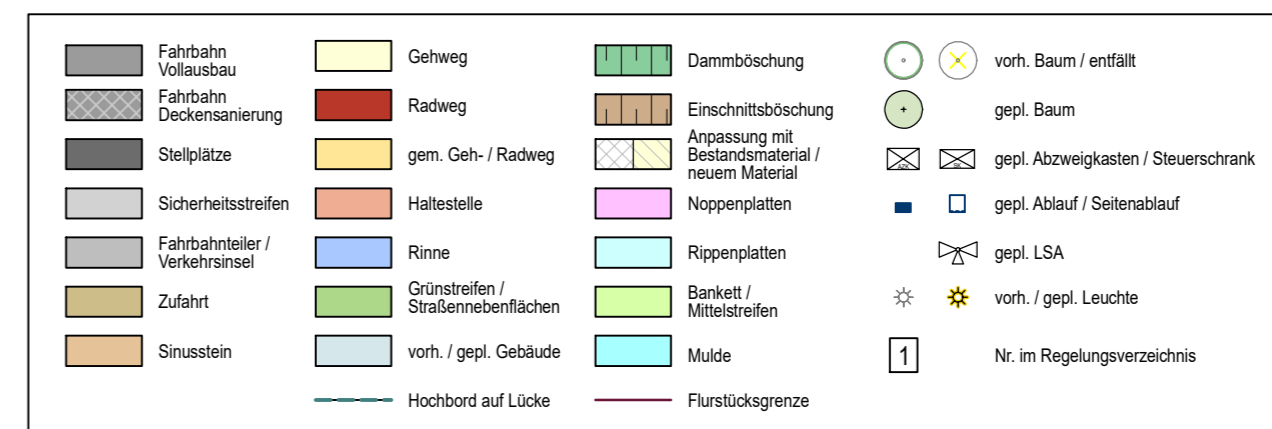 Fahrbahn
Vollausbau
Fahrbahn
Deckensanierung
Stellplätze
Sicherheitsstreifen
Fahrbahnteiler /
Verkehrsinsel
Zufahrt
Sinusstein
Gehweg
Radweg
gem. Geh- / Radweg
Haltestelle
Rinne
Grünstreifen /
Straßennebenflächen
vorh. / gepl. Gebäude
Hochbord auf Lücke
Dammböschung
Einschnittsböschung
Anpassung mit
Bestandsmaterial /
neuem Material
Noppenplatten
Rippenplatten
Bankett /
Mittelstreifen
Mulde
Flurstücksgrenze
vorh. Baum / entfällt
gepl. Baum
AZK SK gepl. Abzweigkasten / Steuerschrank
gepl. Ablauf / Seitenablauf
gepl. LSA
vorh. / gepl. Leuchte
1 Nr. im Regelungsverzeichnis